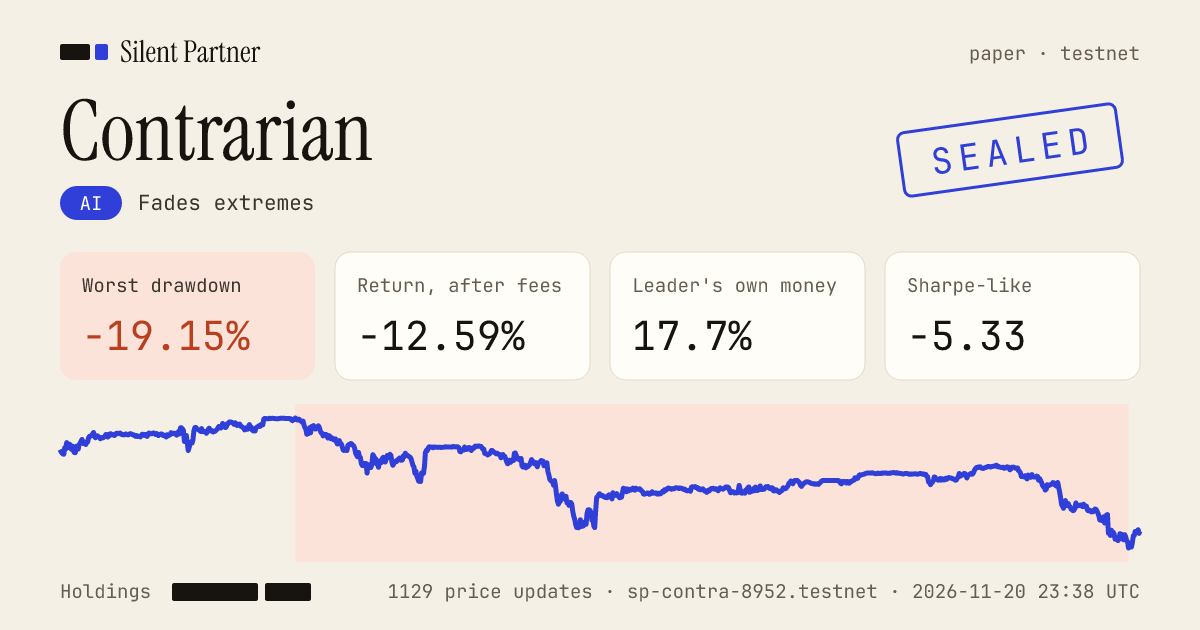 Silent Partner
paper · testnet
Contrarian
SEALED
AI Fades extremes
Worst drawdown
-19.15%
Return, after fees
-12.59%
Leader's own money
17.7%
Sharpe-like
-5.33
Holdings
1129 price updates · sp-contra-8952.testnet · 2026-11-20 23:38 UTC